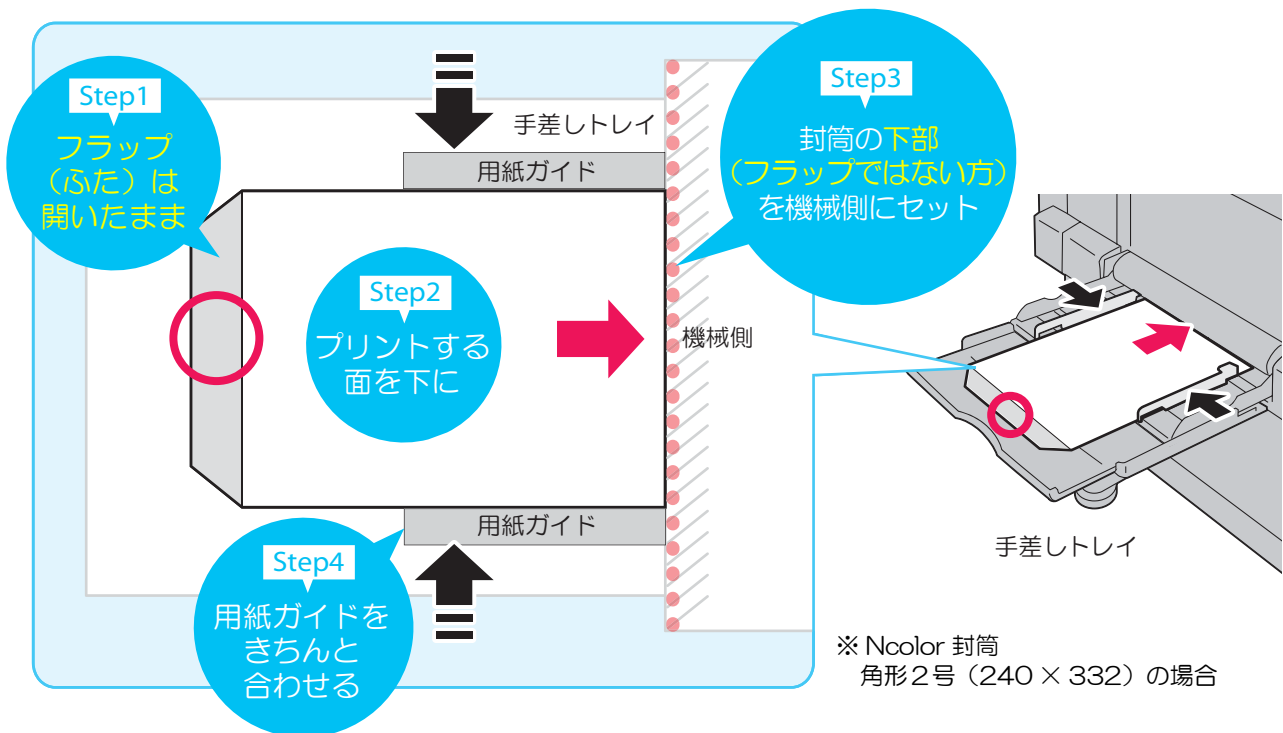 Step1
フラップ
（ふた）は
開いたまま
手差しトレイ
用紙ガイド
Step2
プリントする
面を下に
Step3
封筒の下部
（フラップではない方）
を機械側にセット
機械側
用紙ガイド
Step4
用紙ガイドを
きちんと
合わせる
手差しトレイ
※ Ncolor 封筒
角形２号（240 × 332）の場合